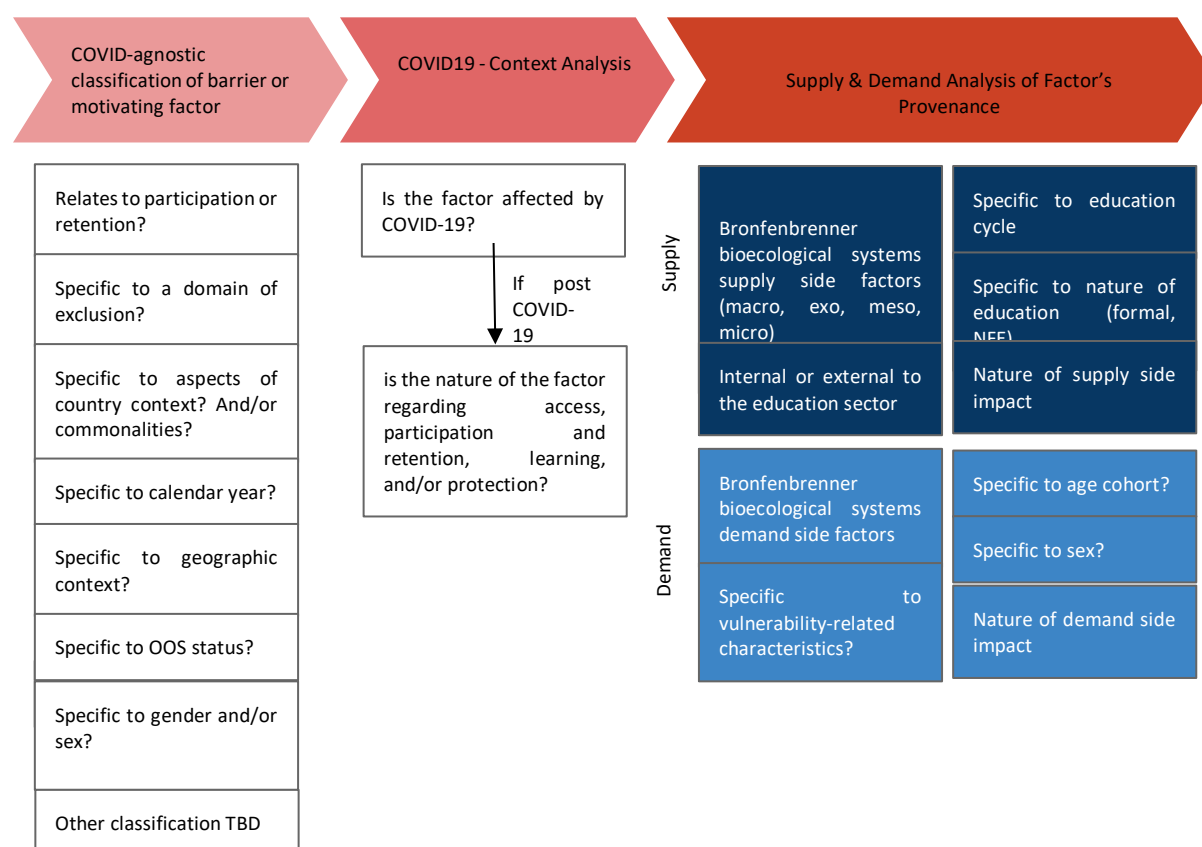 COVID-agnostic
classification of barrier or
motivating factor
COVID19 - Context Analysis
Supply & Demand Analysis of Factor's
Provenance
Relates to participation or
retention?
Specific to a domain of
exclusion?
Specific to aspects of
country context? And/or
commonalities?
Specific to calendar year?
Specific to geographic
context?
Specific to OOS status?
Specific to gender and/or
sex?
Other classification TBD
Is the factor affected by
COVID-19?
If post
COVID-
19
is the nature of the factor
regarding access,
participation and
retention, learning,
and/or protection?
Supply
Bronfenbrenner
bioecological systems
supply side factors
(macro, exo, meso,
micro)
Internal or external to
the education sector
Specific to education
cycle
Specific to nature of
education (formal,
NFE)
Nature of supply side
impact
Demand
Bronfenbrenner
bioecological systems
demand side factors
Specific to
vulnerability-related
characteristics?
Specific to age cohort?
Specific to sex?
Nature of demand side
impact